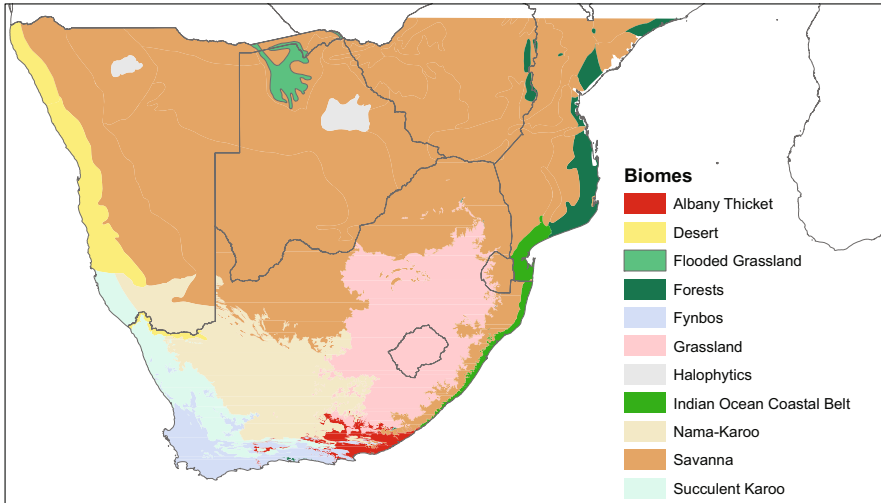 Biomes
Albany Thicket
Desert
Flooded Grassland
Forests
Fynbos
Grassland
Halophytics
Indian Ocean Coastal Belt
Nama-Karoo
Savanna
Succulent Karoo